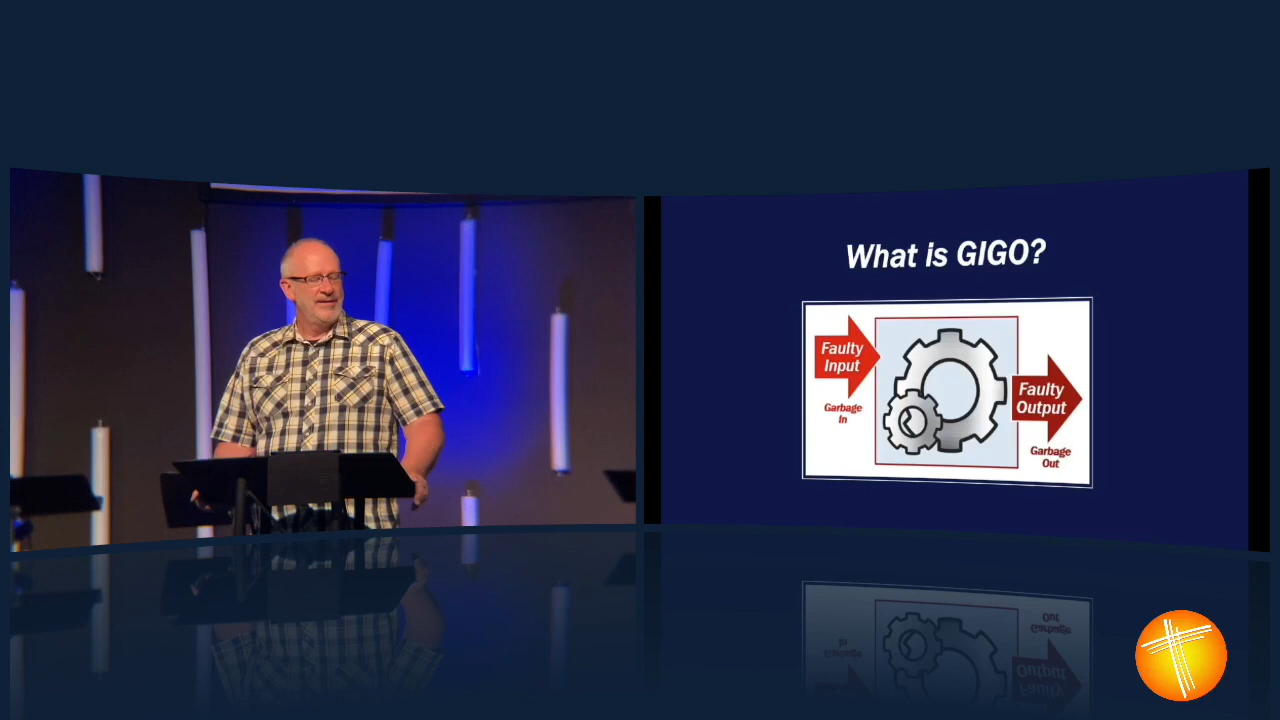 What is GIGO?
Faulty
Input
Garbage
In
Faulty
Output
Garbage
Out